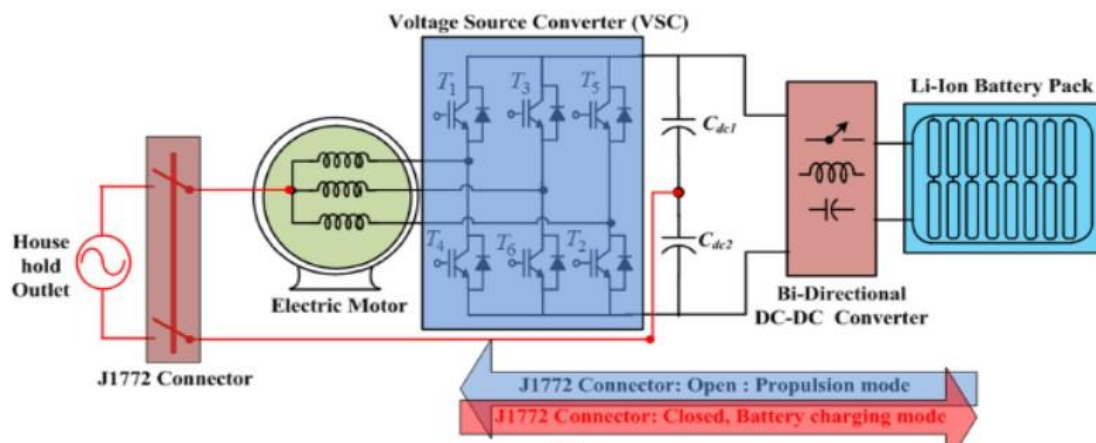 Voltage Source Converter (VSC)
T1
T3
T5
Cdc1
Li-Ion Battery Pack
House
hold
Outlet
T4
T6
T2
Cdc2
Electric Motor
Bi-Directional
DC-DC Converter
J1772 Connector
J1772 Connector: Open : Propulsion mode
J1772 Connector: Closed, Battery charging mode